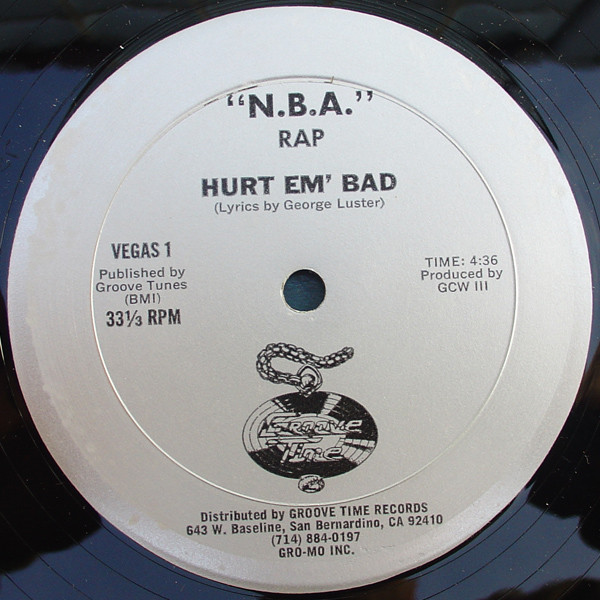 “N.B.A.”
RAP
HURT EM’ BAD
(Lyrics by George Luster)
VEGAS 1
Published by
Groove Tunes
(BMI)
33⅓ RPM
TIME: 4:36
Produced by
GCW III
GROOVE
TIME
Distributed by GROOVE TIME RECORDS
643 W. Baseline, San Bernardino, CA 92410
(714) 884-0197
GRO-MO INC.